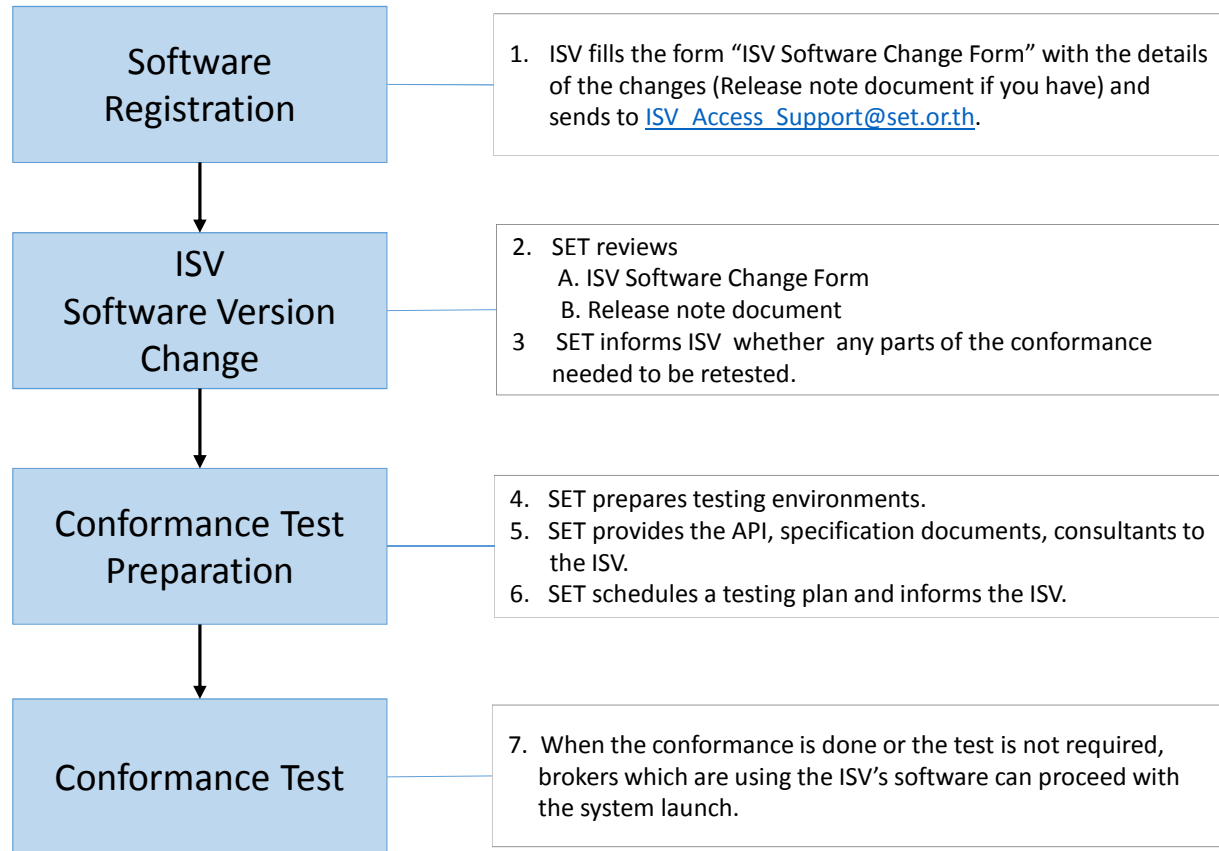 Software
Registration
1. ISV fills the form “ISV Software Change Form” with the details
of the changes (Release note document if you have) and
sends to ISV_Access_Support@set.or.th.
ISV
Software Version
Change
2. SET reviews
A. ISV Software Change Form
B. Release note document
3 SET informs ISV whether any parts of the conformance
needed to be retested.
Conformance Test
Preparation
4. SET prepares testing environments.
5. SET provides the API, specification documents, consultants to
the ISV.
6. SET schedules a testing plan and informs the ISV.
Conformance Test
7. When the conformance is done or the test is not required,
brokers which are using the ISV’s software can proceed with
the system launch.